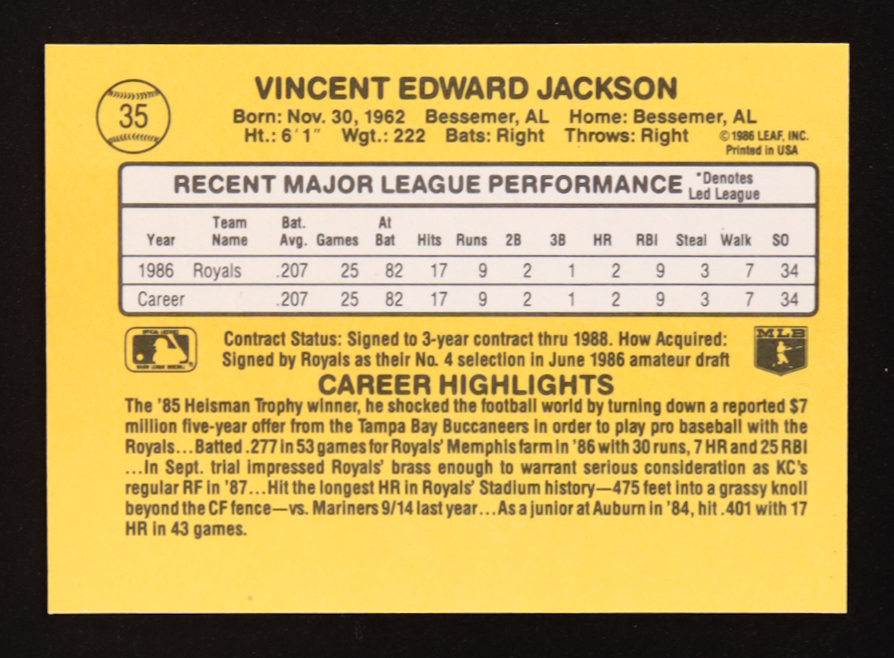 35
VINCENT EDWARD JACKSON
Born: Nov. 30, 1962 Bessemer, AL Home: Bessemer, AL
Ht.: 6'1" Wgt.: 222 Bats: Right Throws: Right
©1986 LEAF, INC.
Printed in USA
RECENT MAJOR LEAGUE PERFORMANCE
*Denotes
Led League
Year Team Name Bat. Avg. Games At Bat Hits Runs 2B 3B HR RBI Steal Walk SO
1986 Royals .207 25 82 17 9 2 1 2 9 3 7 34
Career .207 25 82 17 9 2 1 2 9 3 7 34
Contract Status: Signed to 3-year contract thru 1988. How Acquired:
Signed by Royals as their No. 4 selection in June 1986 amateur draft
MLB
CAREER HIGHLIGHTS
The '85 Heisman Trophy winner, he shocked the football world by turning down a reported $7
million five-year offer from the Tampa Bay Buccaneers in order to play pro baseball with the
Royals...Batted .277 in 53 games for Royals' Memphis farm in '86 with 30 runs, 7 HR and 25 RBI
...In Sept. trial impressed Royals' brass enough to warrant serious consideration as KC's
regular RF in '87...Hit the longest HR in Royals' Stadium history—475 feet into a grassy knoll
beyond the CF fence—vs. Mariners 9/14 last year...As a junior at Auburn in '84, hit .401 with 17
HR in 43 games.